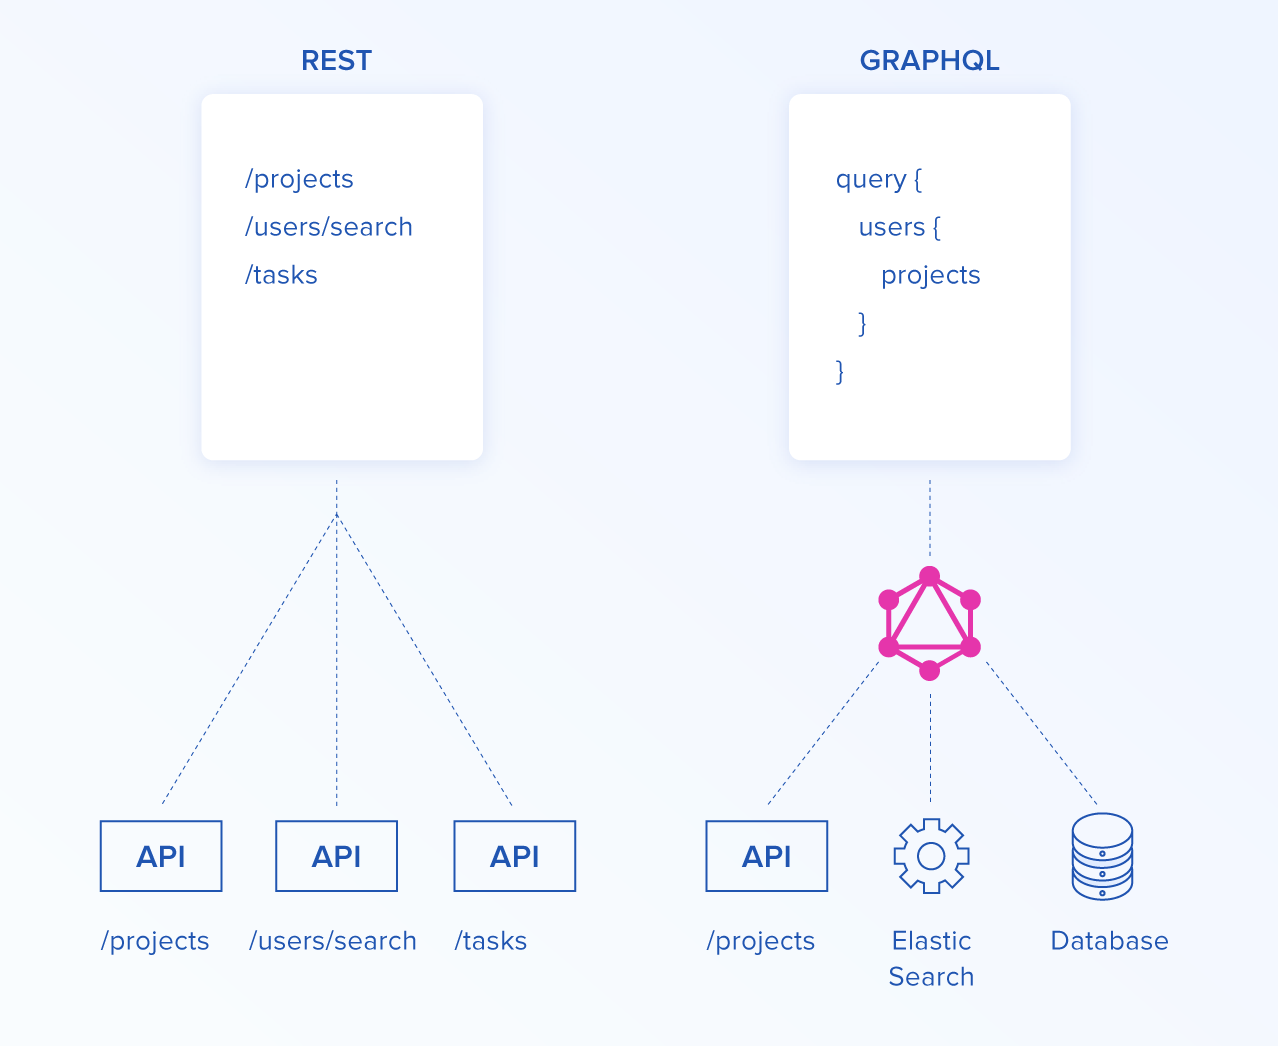 REST
/projects
/users/search
/tasks
API
/projects
API
/users/search
API
/tasks
GRAPHQL
query {
users {
projects
}
}
API
/projects
Elastic
Search
Database